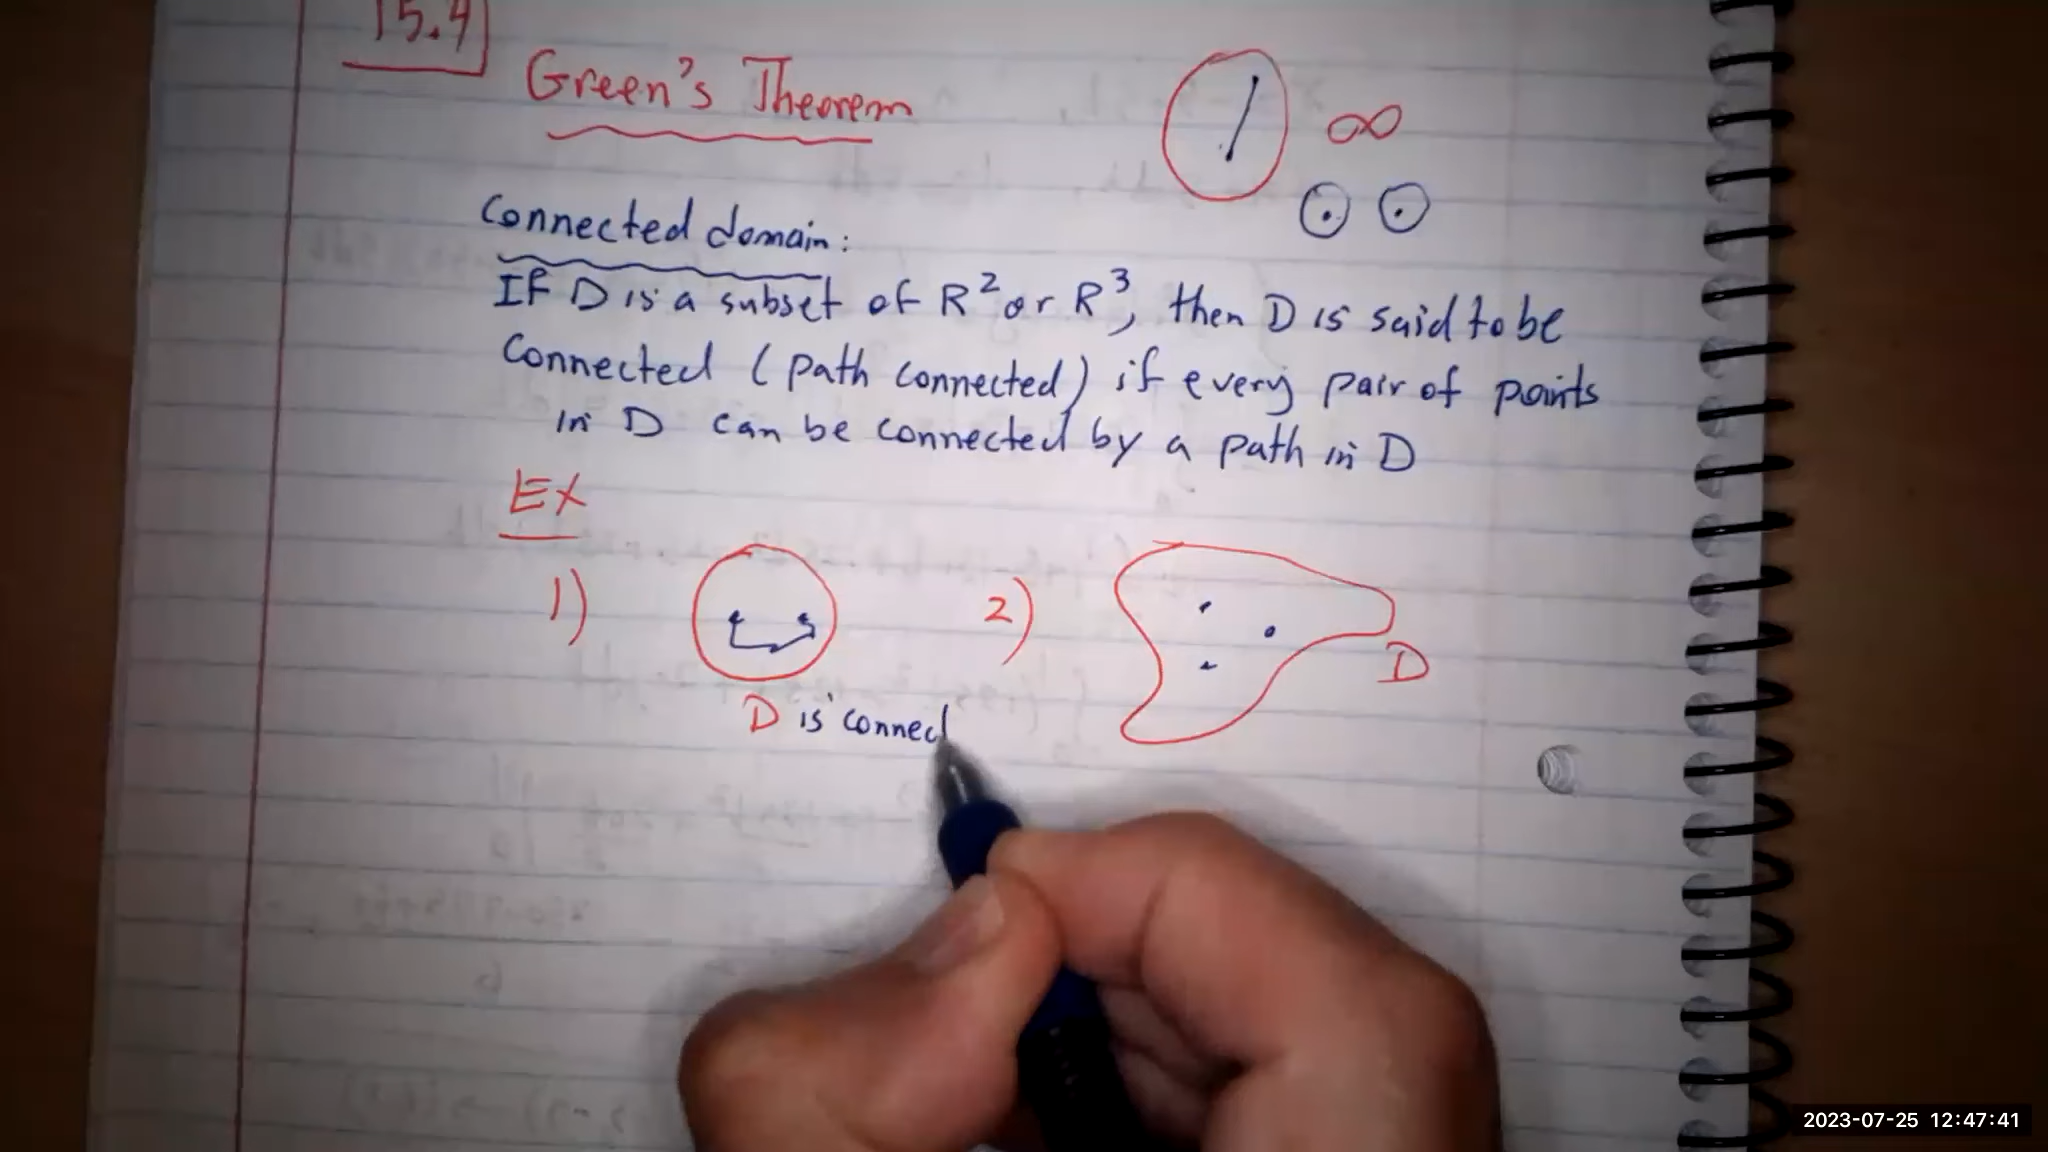 15.4
Green's Theorem
∞
Connected domain:
If D is a subset of R² or R³, then D is said to be
Connected (path connected) if every pair of points
in D can be connected by a path in D
EX
1) 2)
D
D is connec
2023-07-25 12:47:41